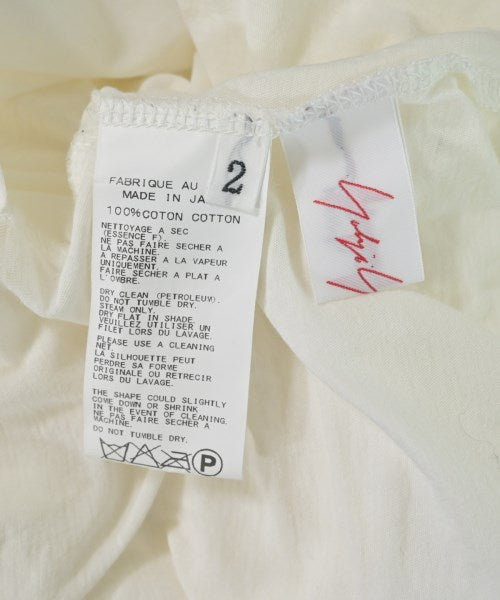 2
FABRIQUE AU
MADE IN JA
100%COTON COTTON
NETTOYAGE A SEC
(ESSENCE F).
NE PAS FAIRE SECHER A
LA MACHINE.
A REPASSER A LA VAPEUR
UNIQUEMENT.
FAIRE SECHER A PLAT A
L'OMBRE.
DRY CLEAN (PETROLEUM).
DO NOT TUMBLE DRY.
STEAM ONLY.
DRY FLAT IN SHADE.
VEUILLEZ UTILISER UN
FILET LORS DU LAVAGE.
PLEASE USE A CLEANING
NET.
LA SILHOUETTE PEUT
PERDRE SA FORME
ORIGINALE OU RETRECIR
LORS DU LAVAGE.
THE SHAPE COULD SLIGHTLY
COME DOWN OR SHRINK
IN THE EVENT OF CLEANING.
NE PAS FAIRE SECHER A
MACHINE.
DO NOT TUMBLE DRY.
P